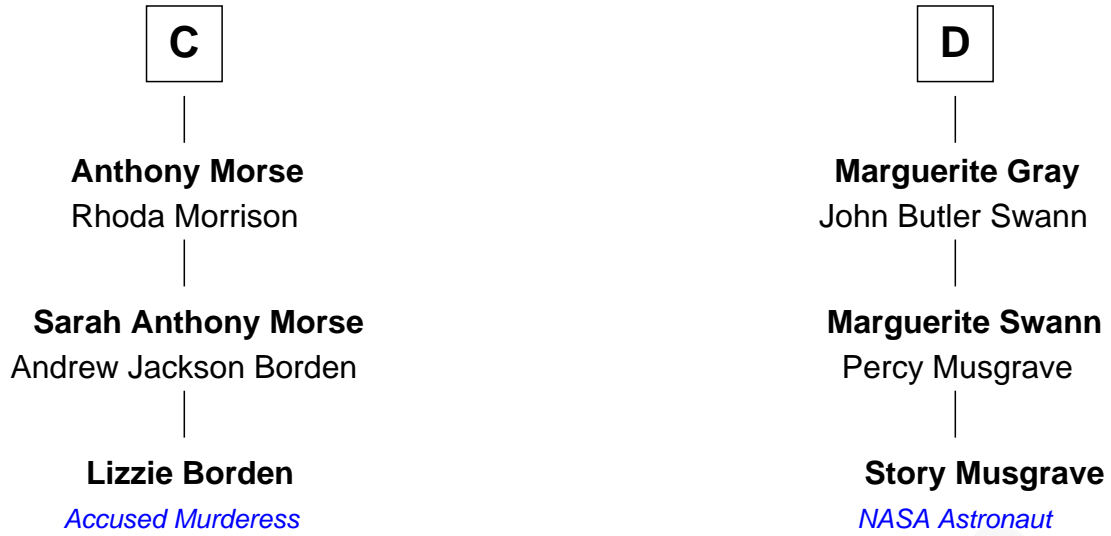 C
D
Anthony Morse
Rhoda Morrison
Marguerite Gray
John Butler Swann
Sarah Anthony Morse
Andrew Jackson Borden
Marguerite Swann
Percy Musgrave
Lizzie Borden
Accused Murderess
Story Musgrave
NASA Astronaut